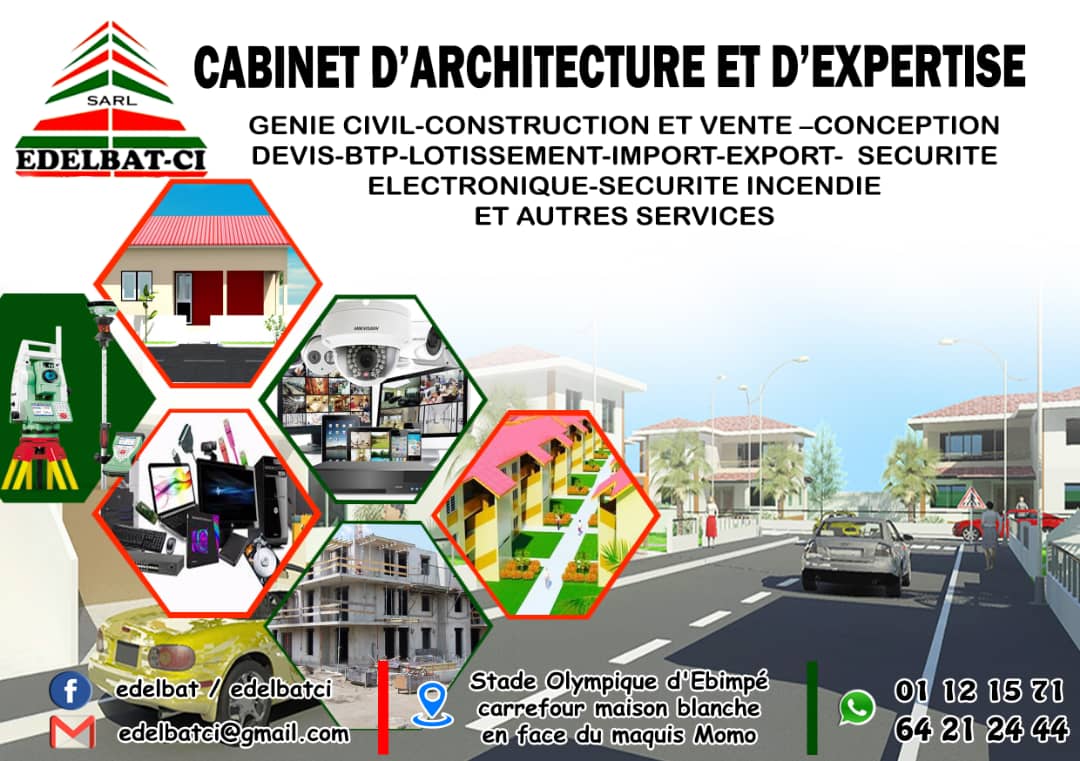 SARL
EDELBAT-CI
CABINET D'ARCHITECTURE ET D'EXPERTISE
GENIE CIVIL-CONSTRUCTION ET VENTE –CONCEPTION
DEVIS-BTP-LOTISSEMENT-IMPORT-EXPORT- SECURITE
ELECTRONIQUE-SECURITE INCENDIE
ET AUTRES SERVICES
HIKVISION
edelbat / edelbatci
edelbatci@gmail.com
Stade Olympique d'Ebimpé
carrefour maison blanche
en face du maquis Momo
01 12 15 71
64 21 24 44